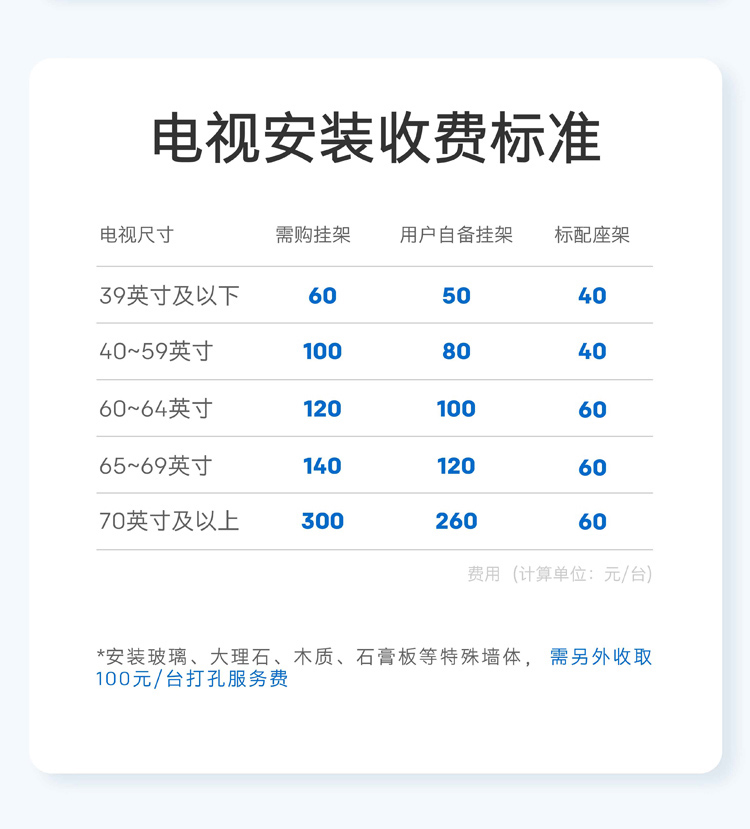 电视安装收费标准
电视尺寸 需购挂架 用户自备挂架 标配座架
39英寸及以下 60 50 40
40~59英寸 100 80 40
60~64英寸 120 100 60
65~69英寸 140 120 60
70英寸及以上 300 260 60
费用（计算单位：元/台）
*安装玻璃、大理石、木质、石膏板等特殊墙体，需另外收取
100元/台打孔服务费